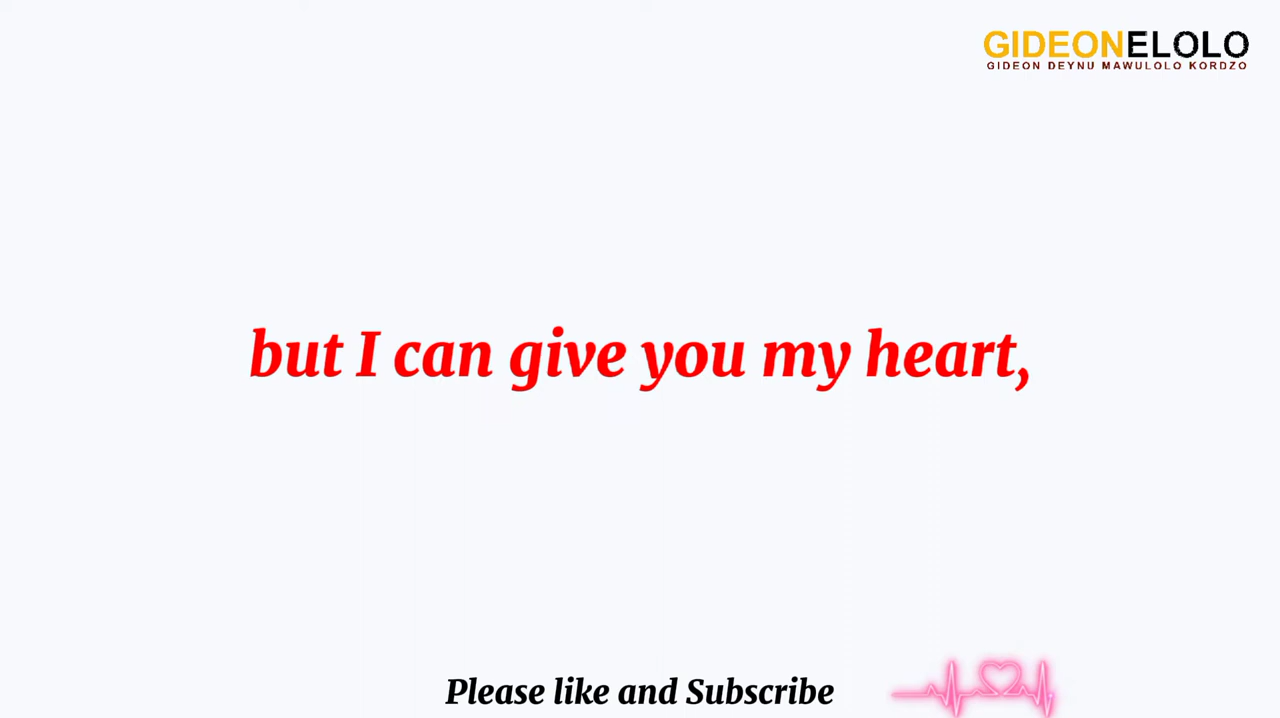 GIDEONELOLO
GIDEON DEYNU MAWULOLO KORDZO
but I can give you my heart,
Please like and Subscribe